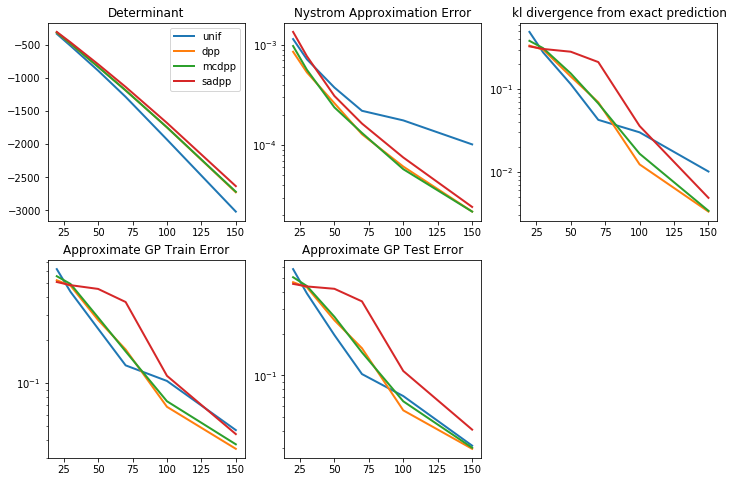 Determinant
−500
−1000
−1500
−2000
−2500
−3000
25 50 75 100 125 150
unif
dpp
mcdpp
sadpp
Nystrom Approximation Error
10⁻³
10⁻⁴
25 50 75 100 125 150
kl divergence from exact prediction
10⁻¹
10⁻²
25 50 75 100 125 150
Approximate GP Train Error
10⁻¹
25 50 75 100 125 150
Approximate GP Test Error
10⁻¹
25 50 75 100 125 150